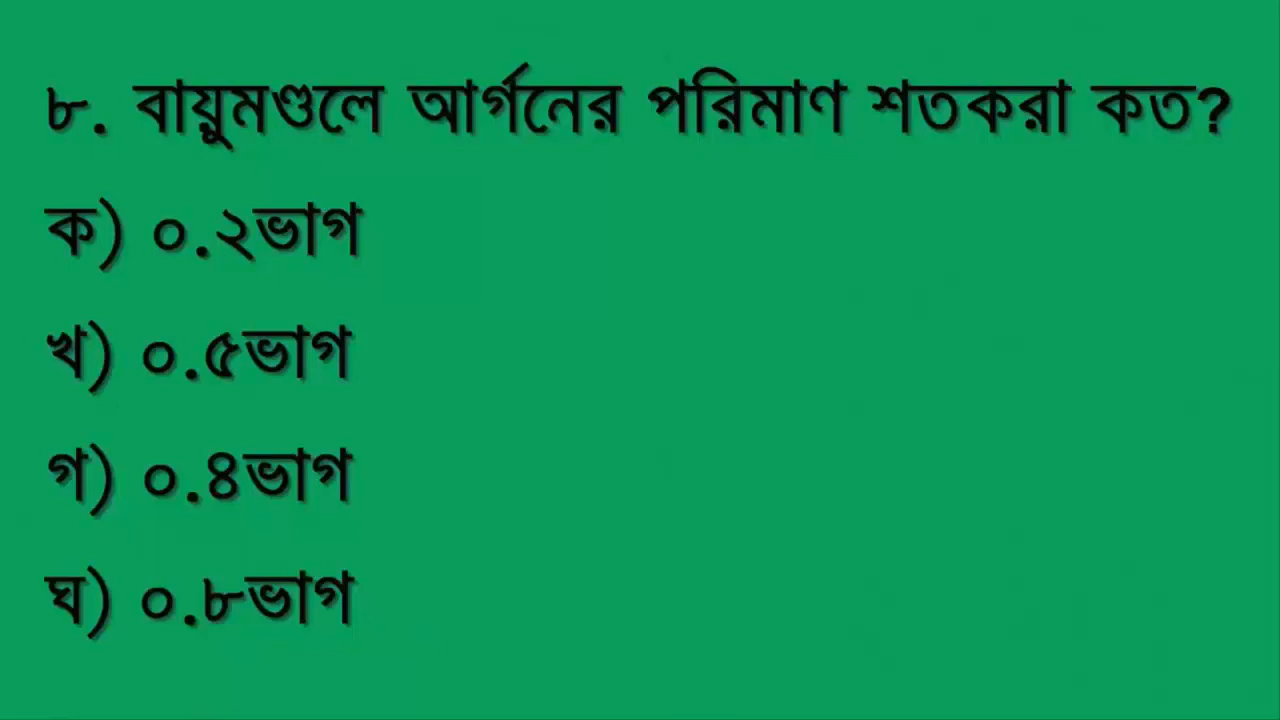 ৮. বায়ুমণ্ডলে আর্গনের পরিমাণ শতকরা কত?
ক) ০.২ভাগ
খ) ০.৫ভাগ
গ) ০.৪ভাগ
ঘ) ০.৮ভাগ